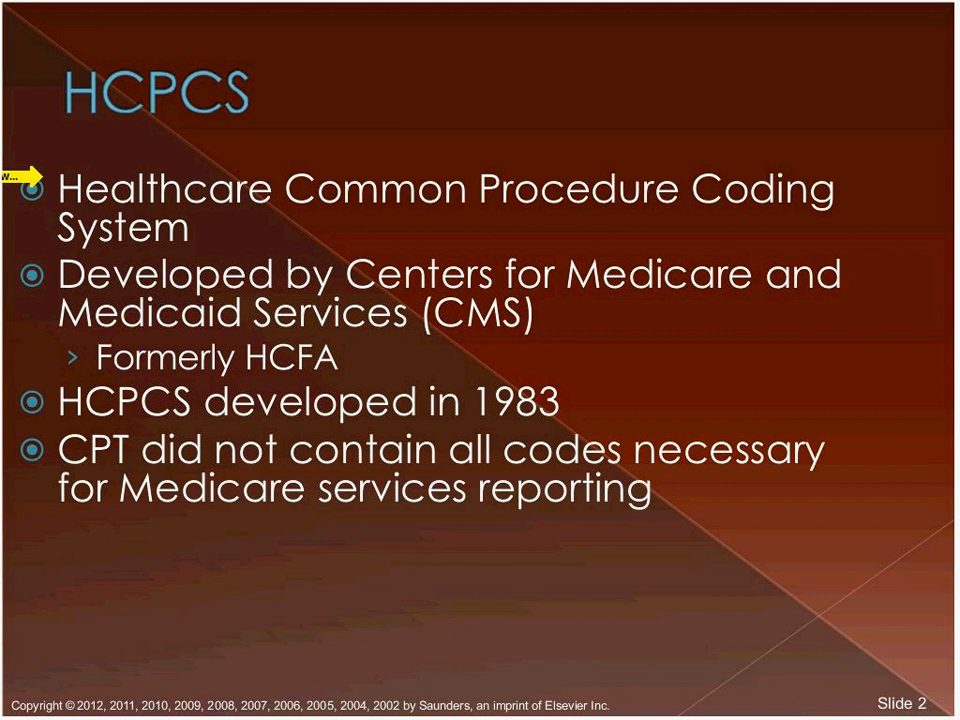 HCPCS
w...
Healthcare Common Procedure Coding
System
Developed by Centers for Medicare and
Medicaid Services (CMS)
Formerly HCFA
HCPCS developed in 1983
CPT did not contain all codes necessary
for Medicare services reporting
Copyright © 2012, 2011, 2010, 2009, 2008, 2007, 2006, 2005, 2004, 2002 by Saunders, an imprint of Elsevier Inc.
Slide 2